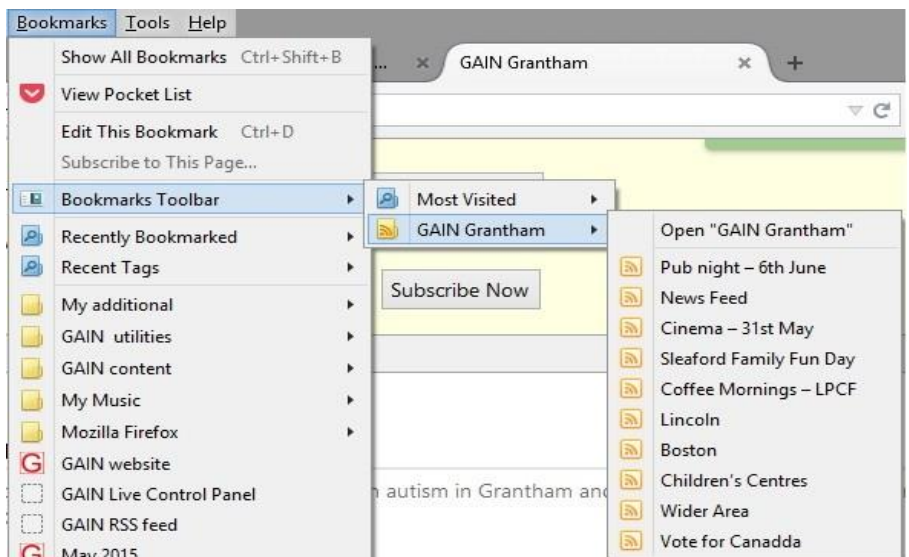 Bookmarks Tools Help
Show All Bookmarks Ctrl+Shift+B
... × GAIN Grantham × +
View Pocket List
Edit This Bookmark Ctrl+D
Subscribe to This Page...
Bookmarks Toolbar
Most Visited
GAIN Grantham
Open "GAIN Grantham"
Pub night – 6th June
News Feed
Cinema – 31st May
Sleaford Family Fun Day
Coffee Mornings – LPCF
Lincoln
Boston
Children's Centres
Wider Area
Vote for Canadda
Recently Bookmarked
Recent Tags
My additional
GAIN utilities
GAIN content
My Music
Mozilla Firefox
GAIN website
GAIN Live Control Panel
GAIN RSS feed
May 2015
Subscribe Now
autism in Grantham and